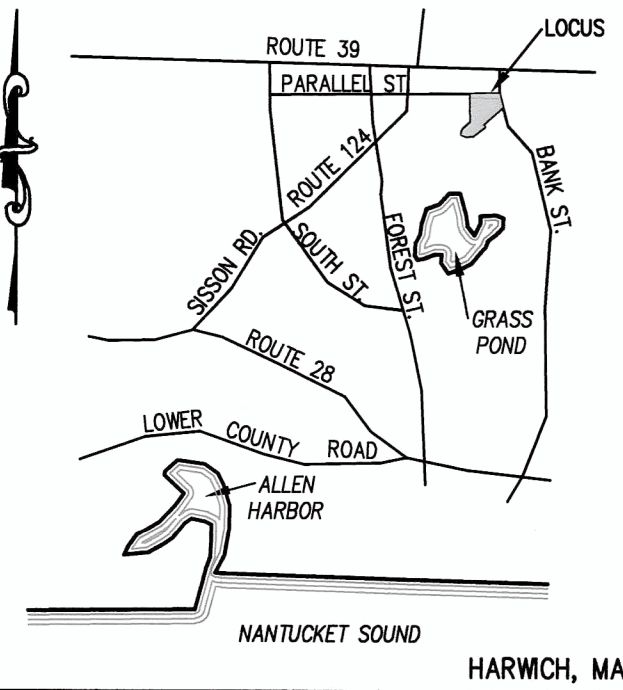 LOCUS
ROUTE 39
PARALLEL ST
ROUTE 124
BANK ST.
SISSON RD.
SOUTH ST.
FOREST ST.
GRASS
POND
ROUTE 28
LOWER COUNTY ROAD
ALLEN
HARBOR
NANTUCKET SOUND
HARWICH, MA